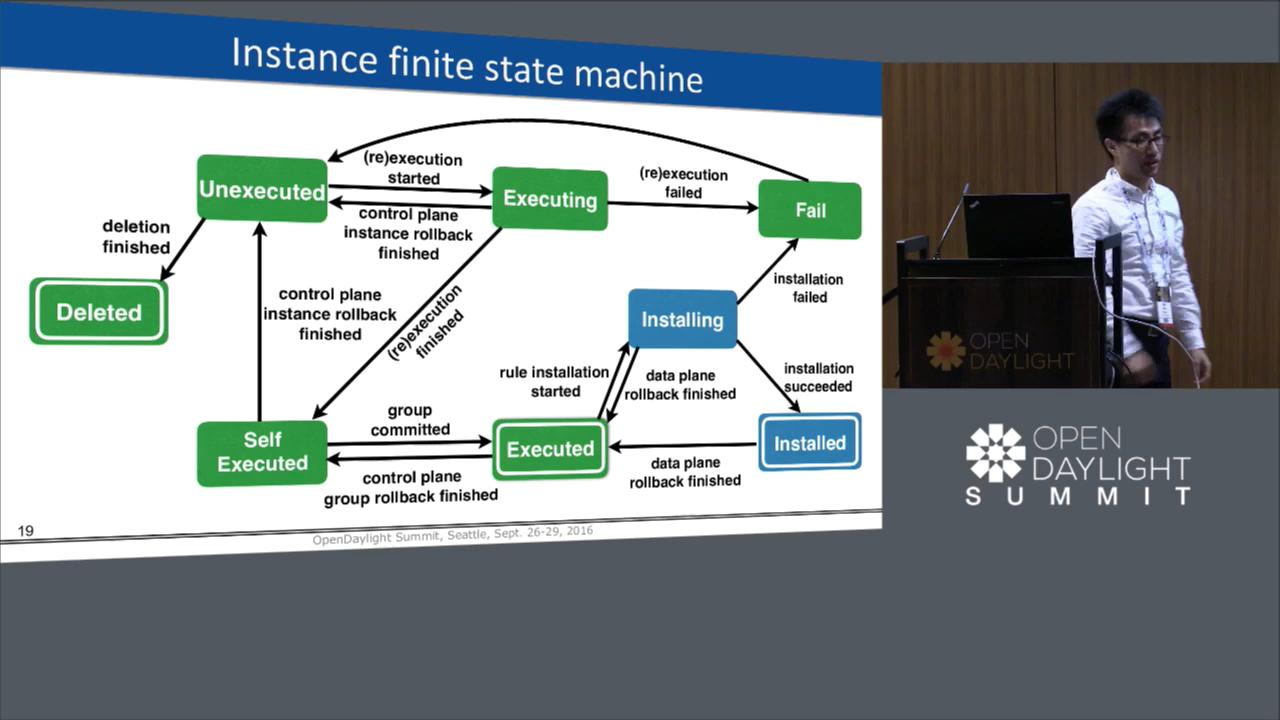 Instance finite state machine
(re)execution
started
Unexecuted
Executing
(re)execution
failed
Fail
control plane
instance rollback
finished
deletion
finished
Deleted
control plane
instance rollback
finished
(re)execution
finished
Installing
installation
failed
rule installation
started
data plane
rollback finished
installation
succeeded
Self
Executed
group
committed
Executed
Installed
control plane
group rollback finished
data plane
rollback finished
19
OpenDaylight Summit, Seattle, Sept. 26-29, 2016
OPEN
DAYLIGHT
OPEN
DAYLIGHT
SUMMIT